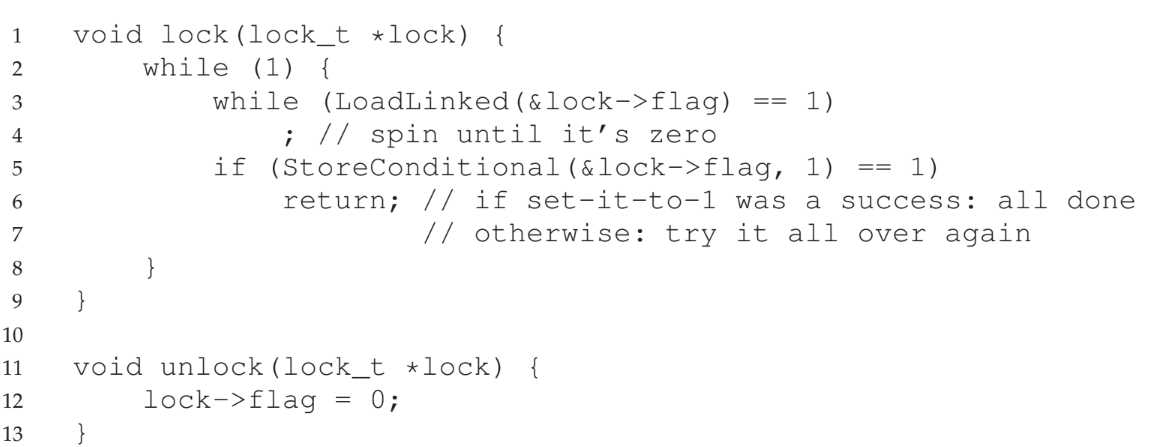 1 void lock(lock_t *lock) {
2 while (1) {
3 while (LoadLinked(&lock->flag) == 1)
4 ; // spin until it's zero
5 if (StoreConditional(&lock->flag, 1) == 1)
6 return; // if set-it-to-1 was a success: all done
7 // otherwise: try it all over again
8 }
9 }
10
11 void unlock(lock_t *lock) {
12 lock->flag = 0;
13 }